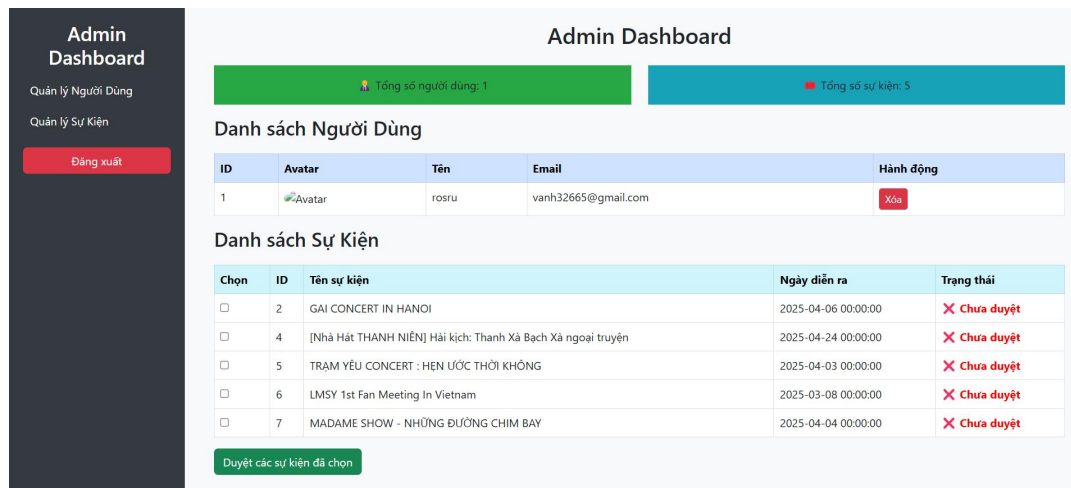 Admin
Dashboard
Quản lý Người Dùng
Quản lý Sự Kiện
Đăng xuất
Admin Dashboard
Tổng số người dùng: 1
Tổng số sự kiện: 5
Danh sách Người Dùng
ID Avatar Tên Email Hành động
1 Avatar rosru vanh32665@gmail.com Xóa
Danh sách Sự Kiện
Chọn ID Tên sự kiện Ngày diễn ra Trạng thái
2 GAI CONCERT IN HANOI 2025-04-06 00:00:00 Chưa duyệt
4 [Nhà Hát THANH NIÊN] Hài kịch: Thanh Xà Bạch Xà ngoại truyện 2025-04-24 00:00:00 Chưa duyệt
5 TRẠM YÊU CONCERT : HẸN ƯỚC THỜI KHÔNG 2025-04-03 00:00:00 Chưa duyệt
6 LMSY 1st Fan Meeting In Vietnam 2025-03-08 00:00:00 Chưa duyệt
7 MADAME SHOW - NHỮNG ĐƯỜNG CHIM BAY 2025-04-04 00:00:00 Chưa duyệt
Duyệt các sự kiện đã chọn